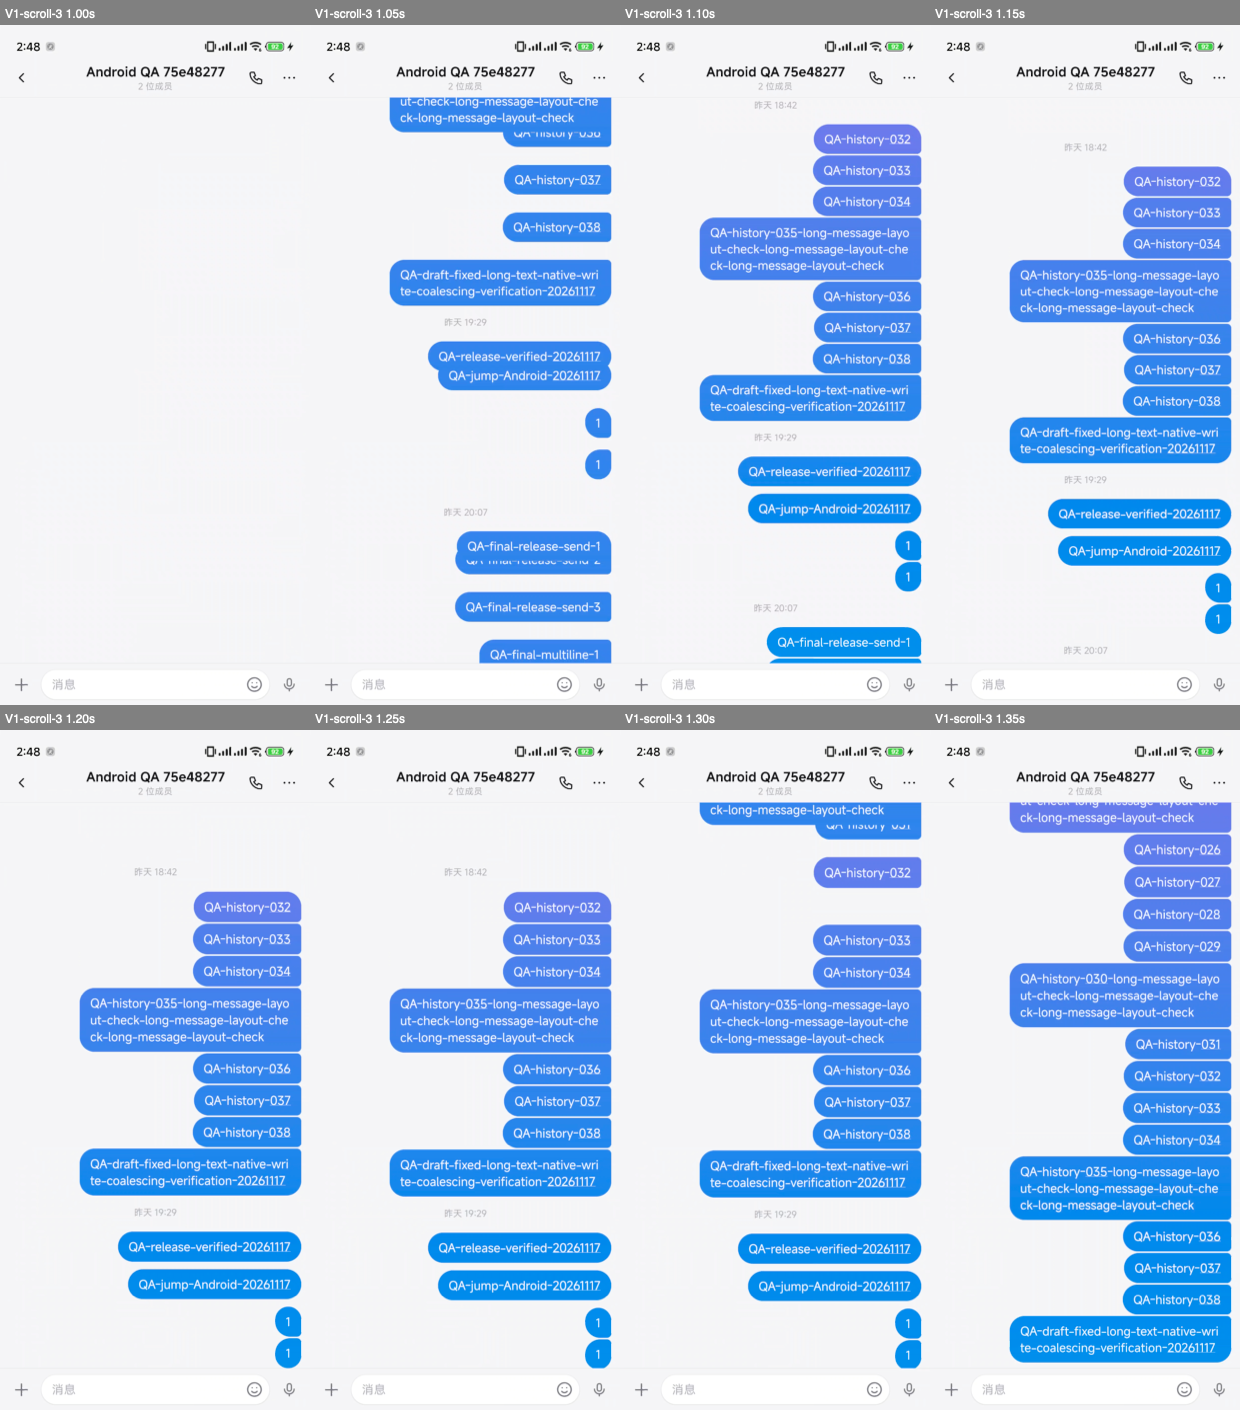 V1-scroll-3 1.00s
2:48
92
Android QA 75e48277
2 位成员
消息
V1-scroll-3 1.05s
2:48
92
Android QA 75e48277
2 位成员
ut-check-long-message-layout-che
ck-long-message-layout-check
QA-history-036
QA-history-037
QA-history-038
QA-draft-fixed-long-text-native-wri
te-coalescing-verification-20261117
昨天 19:29
QA-release-verified-20261117
QA-jump-Android-20261117
1
1
昨天 20:07
QA-final-release-send-1
QA-final-release-send-2
QA-final-release-send-3
QA-final-multiline-1
消息
V1-scroll-3 1.10s
2:48
92
Android QA 75e48277
2 位成员
昨天 18:42
QA-history-032
QA-history-033
QA-history-034
QA-history-035-long-message-layo
ut-check-long-message-layout-che
ck-long-message-layout-check
QA-history-036
QA-history-037
QA-history-038
QA-draft-fixed-long-text-native-wri
te-coalescing-verification-20261117
昨天 19:29
QA-release-verified-20261117
QA-jump-Android-20261117
1
1
昨天 20:07
QA-final-release-send-1
消息
V1-scroll-3 1.15s
2:48
92
Android QA 75e48277
2 位成员
昨天 18:42
QA-history-032
QA-history-033
QA-history-034
QA-history-035-long-message-layo
ut-check-long-message-layout-che
ck-long-message-layout-check
QA-history-036
QA-history-037
QA-history-038
QA-draft-fixed-long-text-native-wri
te-coalescing-verification-20261117
昨天 19:29
QA-release-verified-20261117
QA-jump-Android-20261117
1
1
昨天 20:07
消息
V1-scroll-3 1.20s
2:48
92
Android QA 75e48277
2 位成员
昨天 18:42
QA-history-032
QA-history-033
QA-history-034
QA-history-035-long-message-layo
ut-check-long-message-layout-che
ck-long-message-layout-check
QA-history-036
QA-history-037
QA-history-038
QA-draft-fixed-long-text-native-wri
te-coalescing-verification-20261117
昨天 19:29
QA-release-verified-20261117
QA-jump-Android-20261117
1
1
消息
V1-scroll-3 1.25s
2:48
92
Android QA 75e48277
2 位成员
昨天 18:42
QA-history-032
QA-history-033
QA-history-034
QA-history-035-long-message-layo
ut-check-long-message-layout-che
ck-long-message-layout-check
QA-history-036
QA-history-037
QA-history-038
QA-draft-fixed-long-text-native-wri
te-coalescing-verification-20261117
昨天 19:29
QA-release-verified-20261117
QA-jump-Android-20261117
1
1
消息
V1-scroll-3 1.30s
2:48
92
Android QA 75e48277
2 位成员
ck-long-message-layout-check
QA-history-031
QA-history-032
QA-history-033
QA-history-034
QA-history-035-long-message-layo
ut-check-long-message-layout-che
ck-long-message-layout-check
QA-history-036
QA-history-037
QA-history-038
QA-draft-fixed-long-text-native-wri
te-coalescing-verification-20261117
昨天 19:29
QA-release-verified-20261117
QA-jump-Android-20261117
1
1
消息
V1-scroll-3 1.35s
2:48
92
Android QA 75e48277
2 位成员
ut-check-long-message-layout-che
ck-long-message-layout-check
QA-history-026
QA-history-027
QA-history-028
QA-history-029
QA-history-030-long-message-layo
ut-check-long-message-layout-che
ck-long-message-layout-check
QA-history-031
QA-history-032
QA-history-033
QA-history-034
QA-history-035-long-message-layo
ut-check-long-message-layout-che
ck-long-message-layout-check
QA-history-036
QA-history-037
QA-history-038
QA-draft-fixed-long-text-native-wri
te-coalescing-verification-20261117
消息